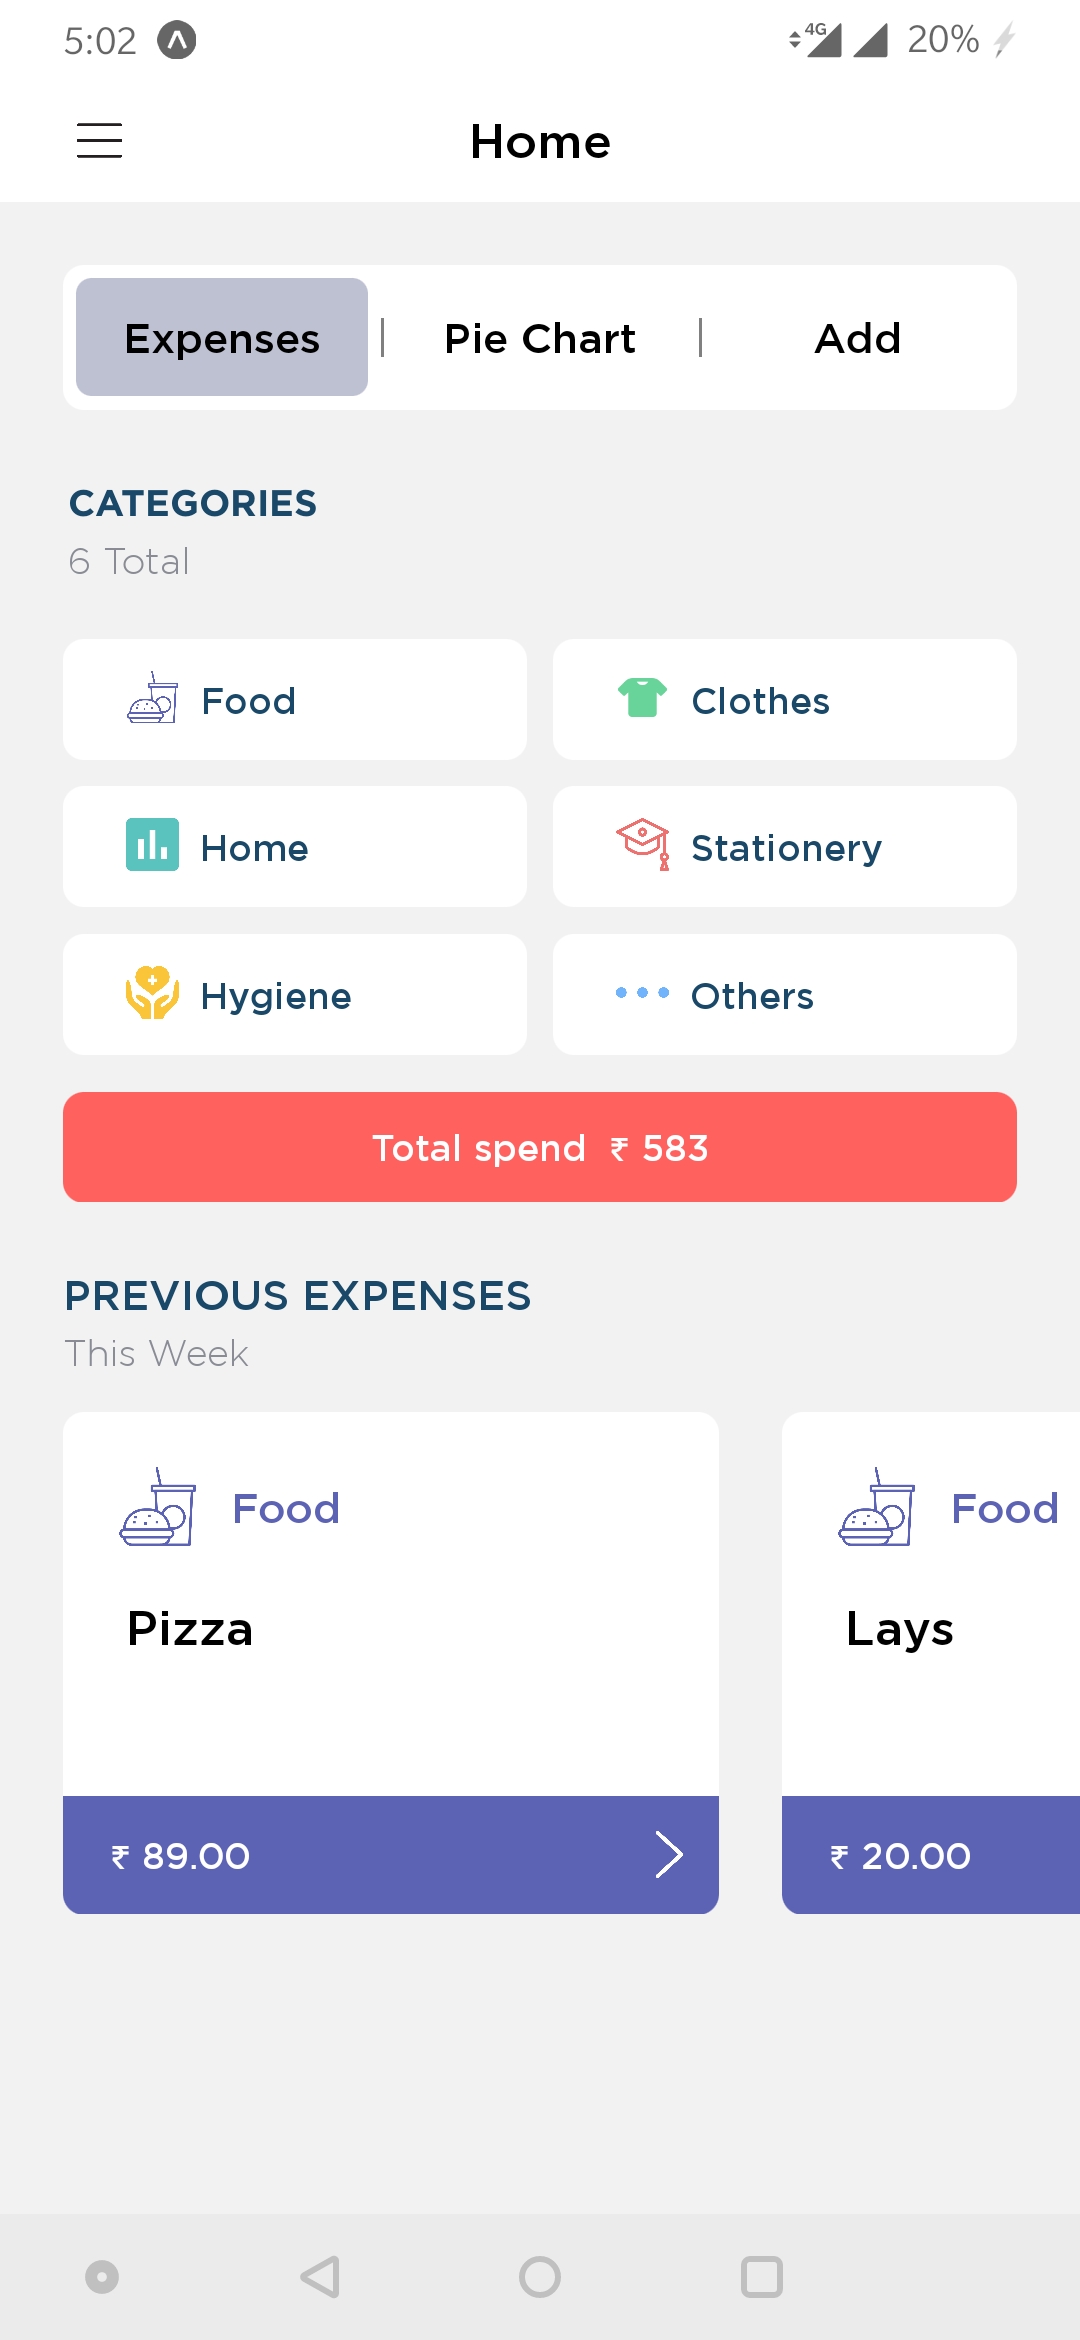 5:02 4G 20%
Home
Expenses | Pie Chart | Add
CATEGORIES
6 Total
Food Clothes
Home Stationery
Hygiene Others
Total spend ₹ 583
PREVIOUS EXPENSES
This Week
Food Food
Pizza Lays
₹ 89.00 ₹ 20.00